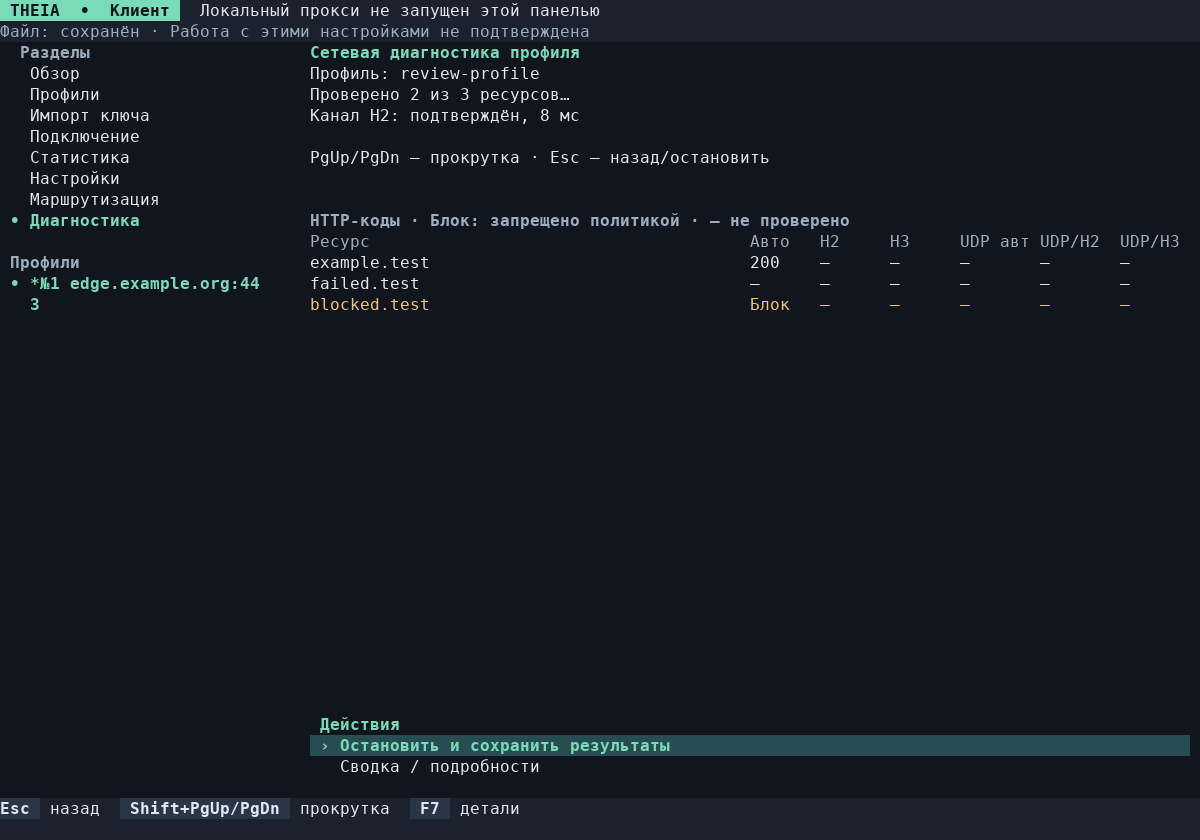 THEIA • Клиент Локальный прокси не запущен этой панелью
Файл: сохранён · Работа с этими настройками не подтверждена
Разделы
Обзор
Профили
Импорт ключа
Подключение
Статистика
Настройки
Маршрутизация
• Диагностика
Профили
• *№1 edge.example.org:44
3
Сетевая диагностика профиля
Профиль: review-profile
Проверено 2 из 3 ресурсов…
Канал H2: подтверждён, 8 мс
PgUp/PgDn — прокрутка · Esc — назад/остановить
HTTP-коды · Блок: запрещено политикой · — не проверено
Ресурс Авто H2 H3 UDP авт UDP/H2 UDP/H3
example.test 200 — — — — —
failed.test — — — — — —
blocked.test Блок — — — — —
Действия
› Остановить и сохранить результаты
Сводка / подробности
Esc назад Shift+PgUp/PgDn прокрутка F7 детали